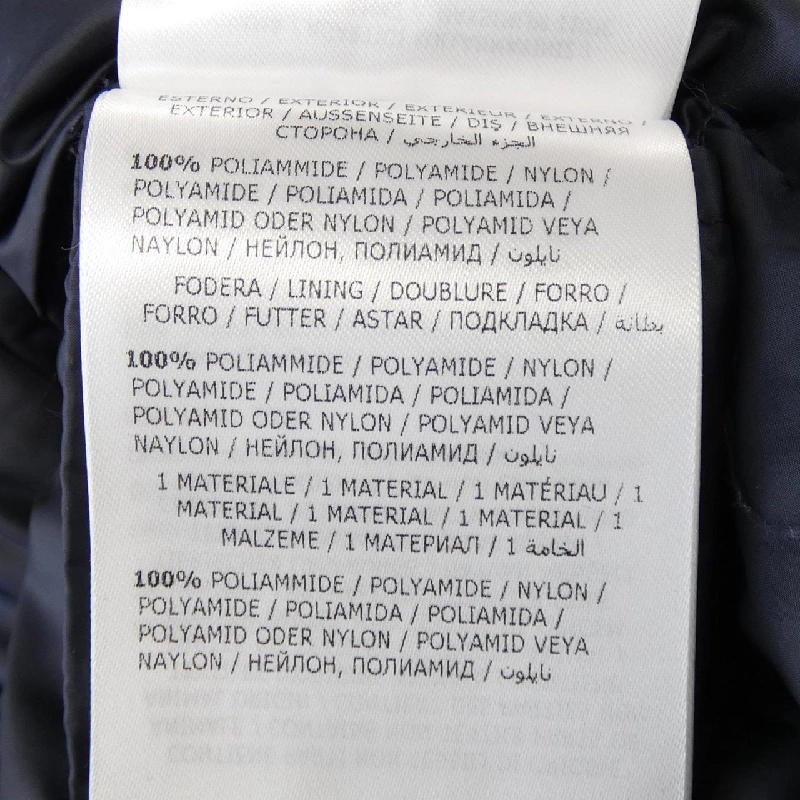 ESTERNO / EXTERIOR / EXTERIEUR / EXTERNO /
EXTERIOR / AUSSENSEITE / DIŞ / ВНЕШНЯЯ
СТОРОНА / الجزء الخارجي
100% POLIAMMIDE / POLYAMIDE / NYLON /
POLYAMIDE / POLIAMIDA / POLIAMIDA /
POLYAMID ODER NYLON / POLYAMID VEYA
NAYLON / НЕЙЛОН, ПОЛИАМИД / نايلون
FODERA / LINING / DOUBLURE / FORRO /
FORRO / FUTTER / ASTAR / ПОДКЛАДКА / بطانة
100% POLIAMMIDE / POLYAMIDE / NYLON /
POLYAMIDE / POLIAMIDA / POLIAMIDA /
POLYAMID ODER NYLON / POLYAMID VEYA
NAYLON / НЕЙЛОН, ПОЛИАМИД / نايلون
1 MATERIALE / 1 MATERIAL / 1 MATÉRIAU / 1
MATERIAL / 1 MATERIAL / 1 MATERIAL / 1
MALZEME / 1 МАТЕРИАЛ / 1 الخامة
100% POLIAMMIDE / POLYAMIDE / NYLON /
POLYAMIDE / POLIAMIDA / POLIAMIDA /
POLYAMID ODER NYLON / POLYAMID VEYA
NAYLON / НЕЙЛОН, ПОЛИАМИД / نايلون